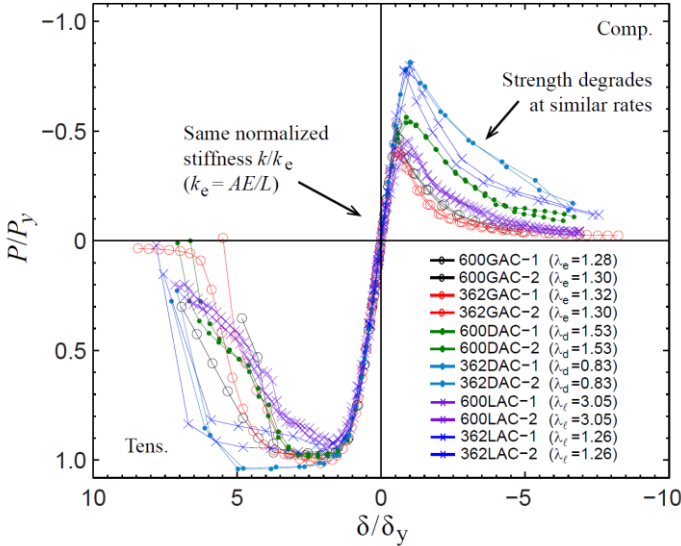 −1.0
Comp.
Strength degrades
at similar rates
−0.5
Same normalized
stiffness k/kₑ
(kₑ = AE/L)
P/Py
0
600GAC−1 (λe=1.28)
600GAC−2 (λe=1.30)
362GAC−1 (λe=1.32)
362GAC−2 (λe=1.30)
600DAC−1 (λd=1.53)
600DAC−2 (λd=1.53)
362DAC−1 (λd=0.83)
362DAC−2 (λd=0.83)
600LAC−1 (λℓ=3.05)
600LAC−2 (λℓ=3.05)
362LAC−1 (λℓ=1.26)
362LAC−2 (λℓ=1.26)
0.5
Tens.
1.0
10 5 0 −5 −10
δ/δy